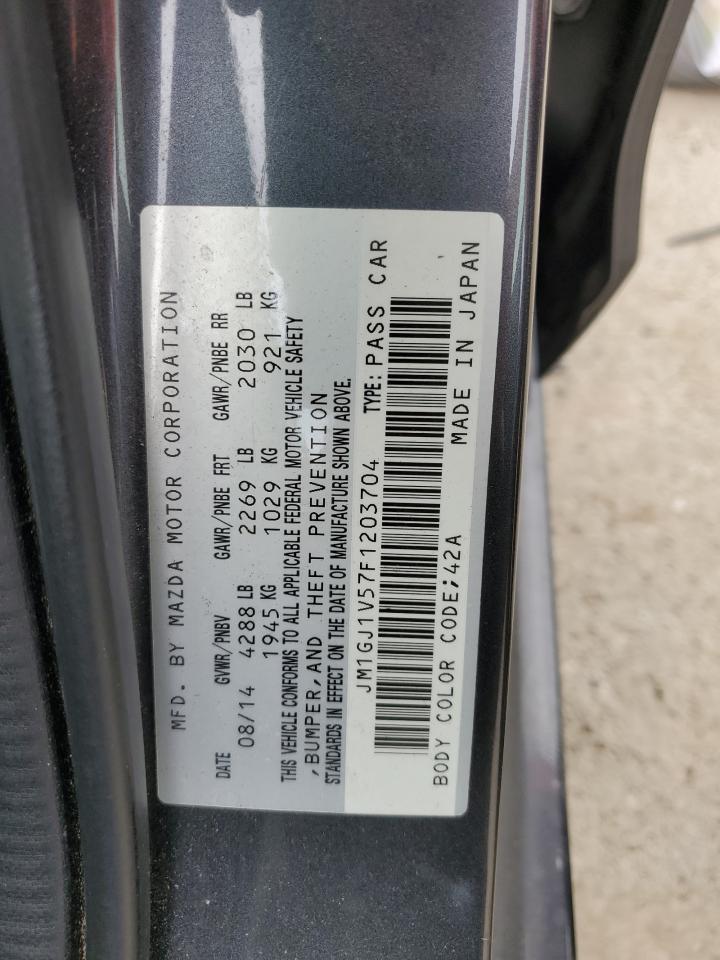 MFD. BY MAZDA MOTOR CORPORATION
DATE GVWR/PNBV GAWR/PNBE FRT GAWR/PNBE RR
08/14 4288 LB 2269 LB 2030 LB
1945 KG 1029 KG 921 KG
THIS VEHICLE CONFORMS TO ALL APPLICABLE FEDERAL MOTOR VEHICLE SAFETY
,BUMPER,AND THEFT PREVENTION
STANDARDS IN EFFECT ON THE DATE OF MANUFACTURE SHOWN ABOVE.
JM1GJ1V57F1203704 TYPE: PASS CAR
BODY COLOR CODE;42A MADE IN JAPAN